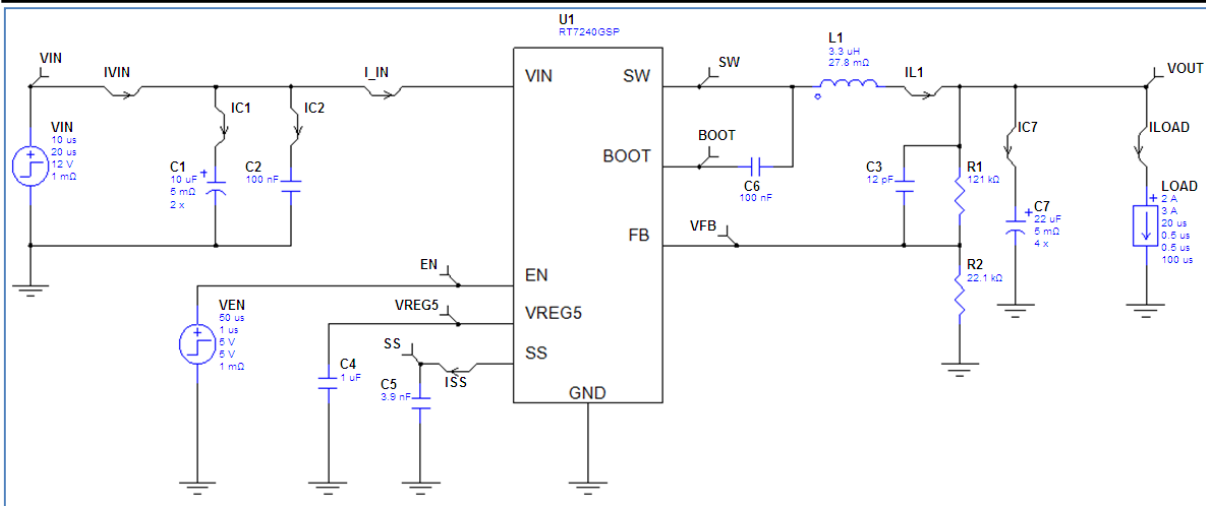 U1
RT7240GSP
VIN
IVIN
I_IN
VIN
SW
SW
L1
3.3 uH
27.8 mΩ
IL1
VOUT
VIN
10 us
20 us
12 V
1 mΩ
IC1
IC2
C1
10 uF
5 mΩ
2 x
C2
100 nF
BOOT
BOOT
C6
100 nF
C3
12 pF
R1
121 kΩ
IC7
C7
22 uF
5 mΩ
4 x
ILOAD
LOAD
2 A
3 A
20 us
0.5 us
0.5 us
100 us
FB
VFB
R2
22.1 kΩ
EN
EN
VEN
50 us
1 us
5 V
5 V
1 mΩ
VREG5
VREG5
SS
SS
ISS
C4
1 uF
C5
3.9 nF
GND